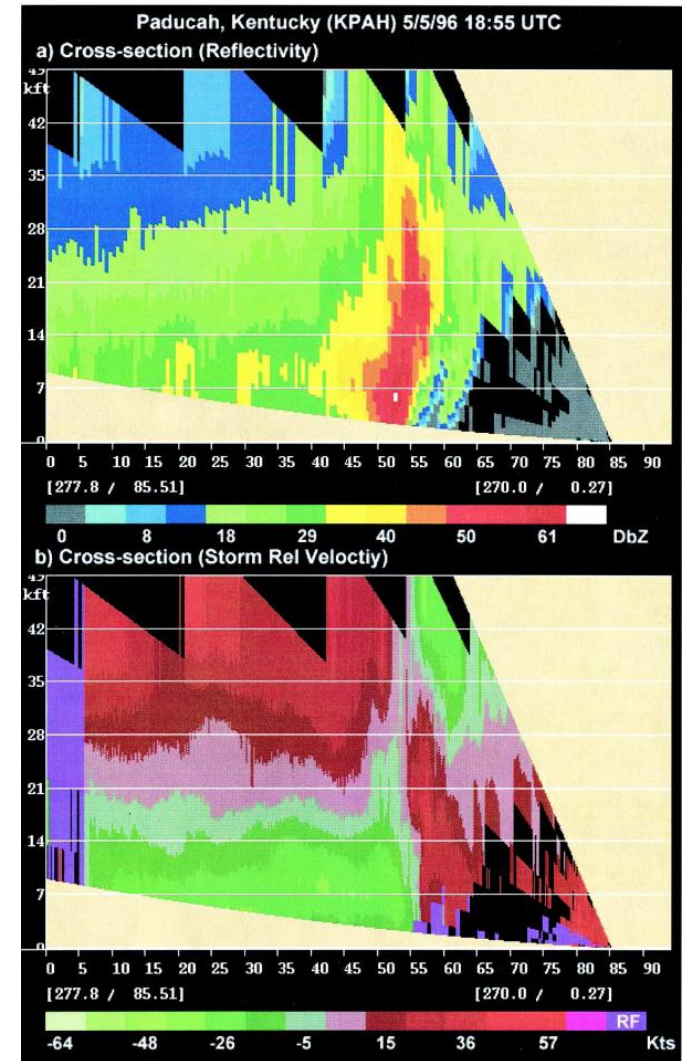 Paducah, Kentucky (KPAH) 5/5/96 18:55 UTC
a) Cross-section (Reflectivity)
kft
42
35
28
21
14
7
0 5 10 15 20 25 30 35 40 45 50 55 60 65 70 75 80 85 90
[277.8 / 85.51] [270.0 / 0.27]
0 8 18 29 40 50 61 DbZ
b) Cross-section (Storm Rel Veloctiy)
kft
42
35
28
21
14
7
0 5 10 15 20 25 30 35 40 45 50 55 60 65 70 75 80 85 90
[277.8 / 85.51] [270.0 / 0.27]
RF
-64 -48 -26 -5 15 36 57 Kts